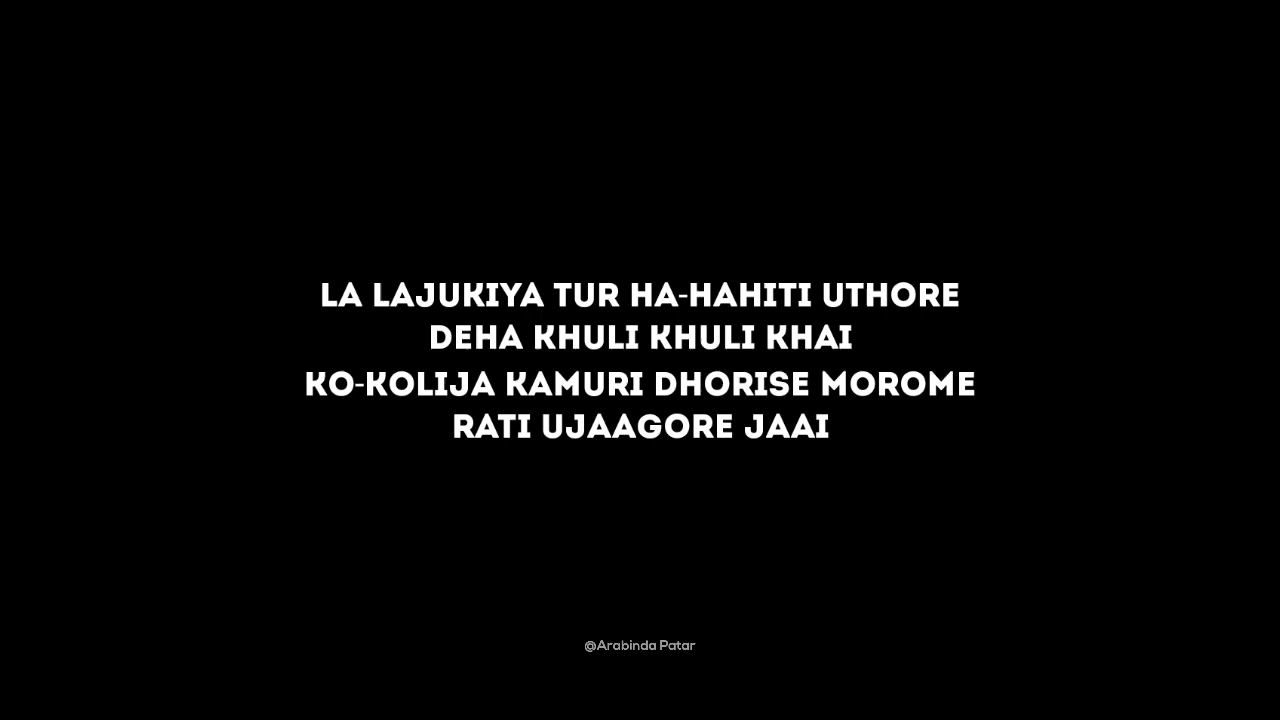 LA LAJUKIYA TUR HA-HAHITI UTHORE
DEHA KHULI KHULI KHAI
KO-KOLIJA KAMURI DHORISE MOROME
RATI UJAAGORE JAAI
@Arabinda Patar